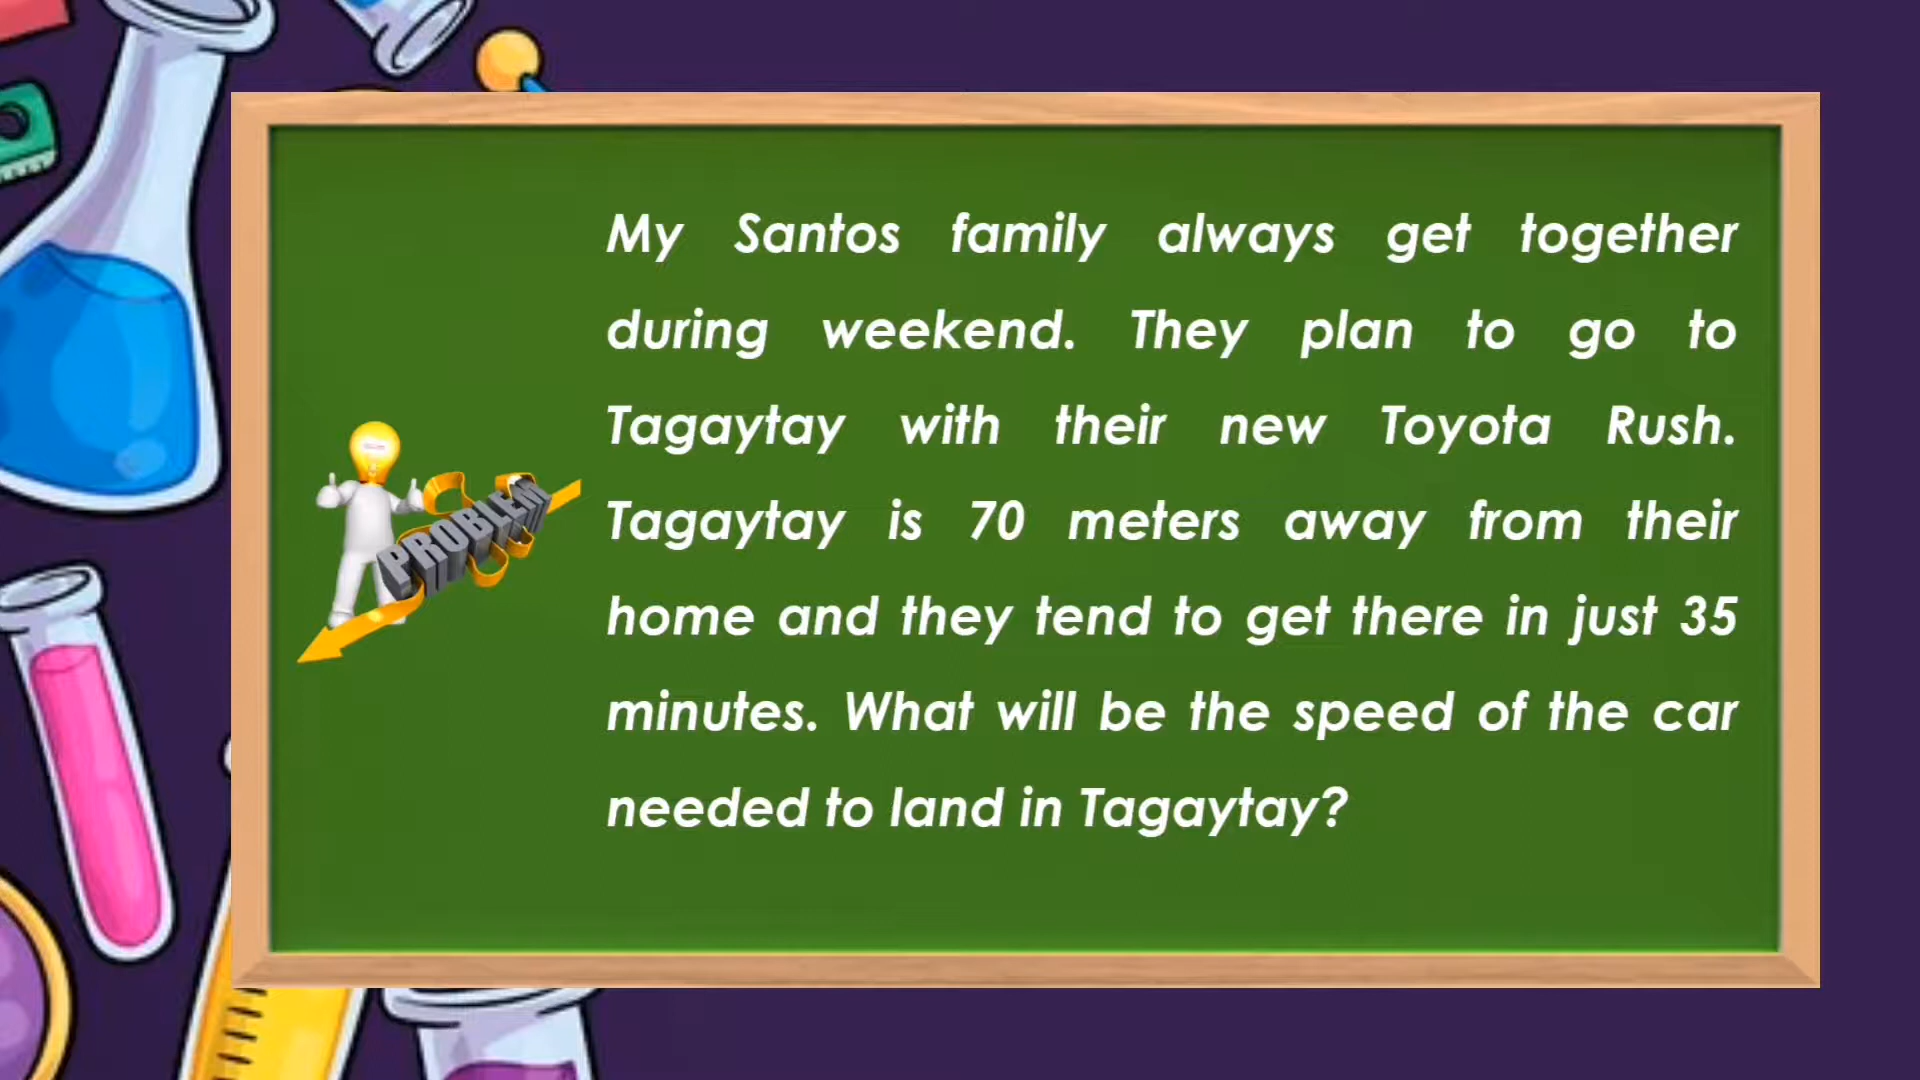 My Santos family always get together
during weekend. They plan to go to
Tagaytay with their new Toyota Rush.
Tagaytay is 70 meters away from their
home and they tend to get there in just 35
minutes. What will be the speed of the car
needed to land in Tagaytay?
PROBLEM